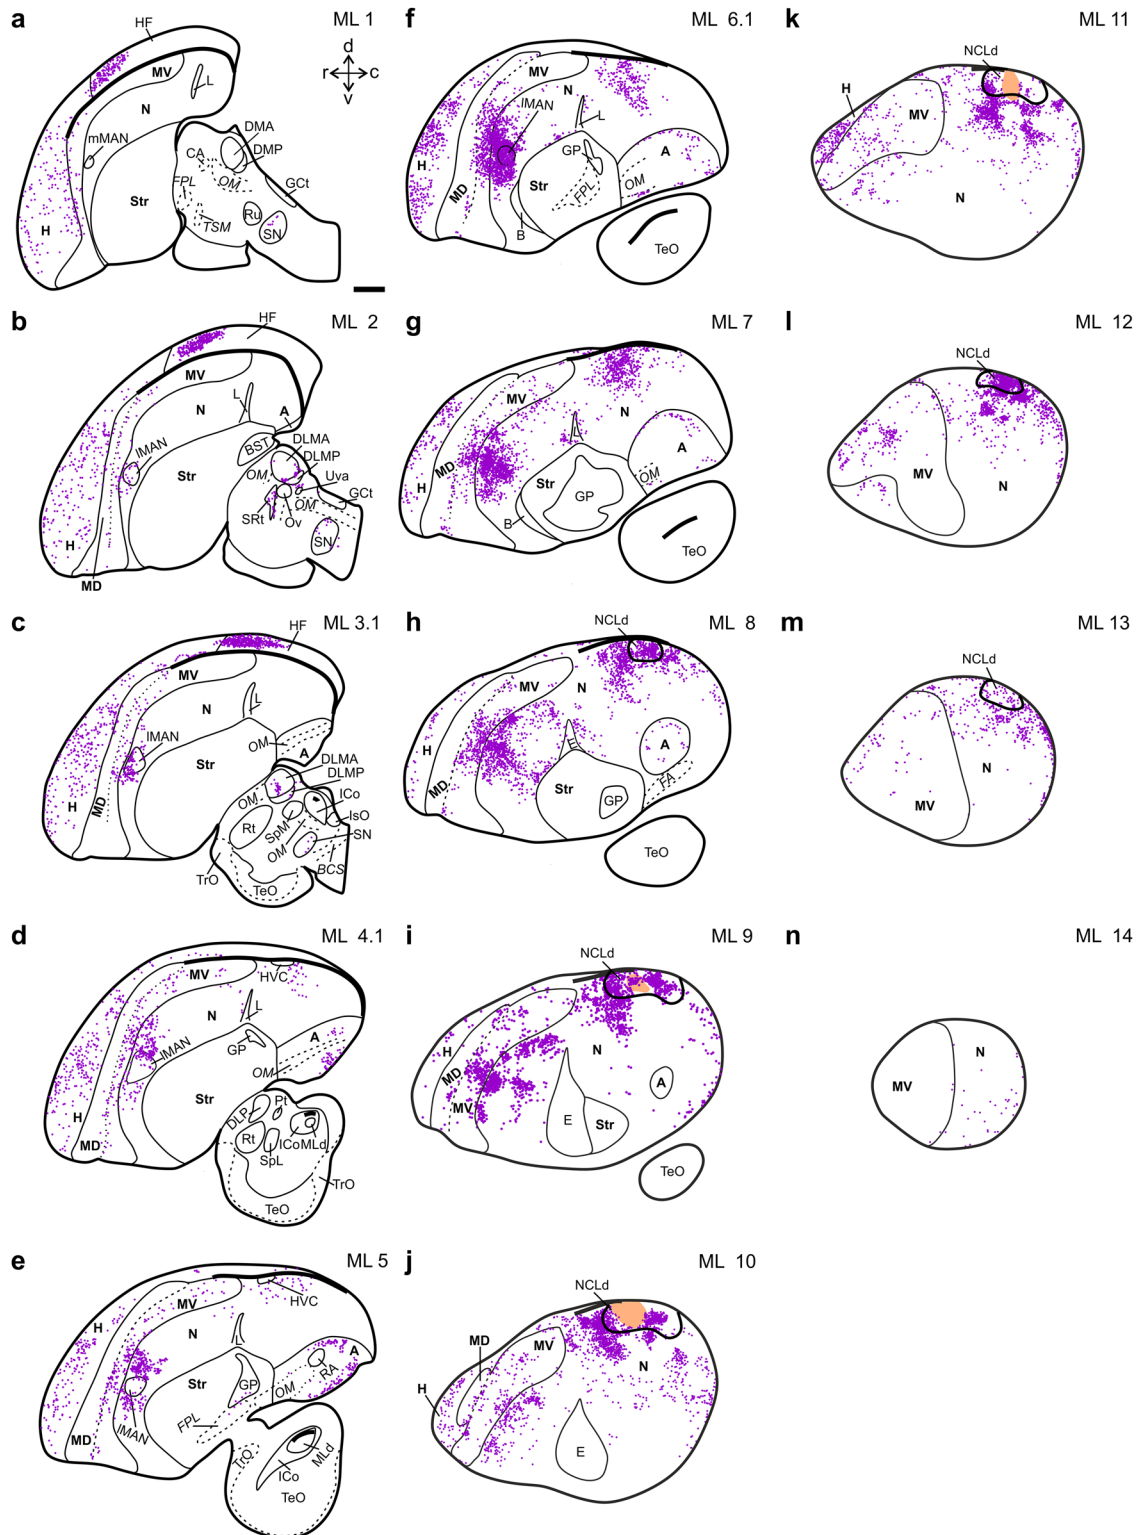 a
ML 1
HF
d
r
c
v
MV
L
N
mMAN
DMA
DMP
CA
FPL
OM
GCt
Str
Ru
SN
TSM
H
b
ML 2
HF
MV
L
N
A
lMAN
BST
DLMA
DLMP
OM
Uva
Str
OM
GCt
SRt
Ov
SN
H
MD
c
ML 3.1
HF
MV
L
N
lMAN
OM
A
Str
DLMA
DLMP
OM
ICo
H
MD
Rt
SpM
IsO
SN
OM
BCS
TrO
TeO
d
ML 4.1
MV
HVC
L
N
lMAN
GP
A
OM
Str
H
DLP
Pt
MD
Rt
ICo
MLd
SpL
TrO
TeO
e
ML 5
MV
HVC
H
N
L
A
RA
Str
GP
OM
lMAN
FPL
MD
TrO
MLd
ICo
TeO
f
ML 6.1
MV
N
lMAN
L
GP
A
H
MD
Str
FPL
OM
B
TeO
g
ML 7
MV
N
L
A
MD
OM
H
Str
GP
B
TeO
h
ML 8
NCLd
MV
N
H
E
A
MD
Str
FA
GP
TeO
i
ML 9
NCLd
H
N
MD
MV
A
E
Str
TeO
j
ML 10
NCLd
MD
MV
N
H
E
k
ML 11
NCLd
H
MV
N
l
ML 12
NCLd
MV
N
m
ML 13
NCLd
N
MV
n
ML 14
N
MV